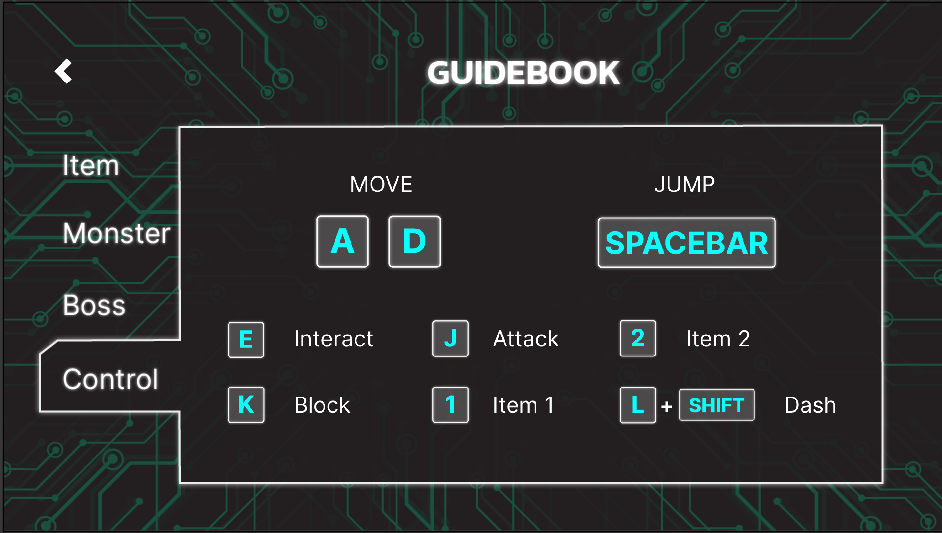 GUIDEBOOK
Item
Monster
Boss
Control
MOVE
A D
JUMP
SPACEBAR
E Interact
J Attack
2 Item 2
K Block
1 Item 1
L + SHIFT Dash